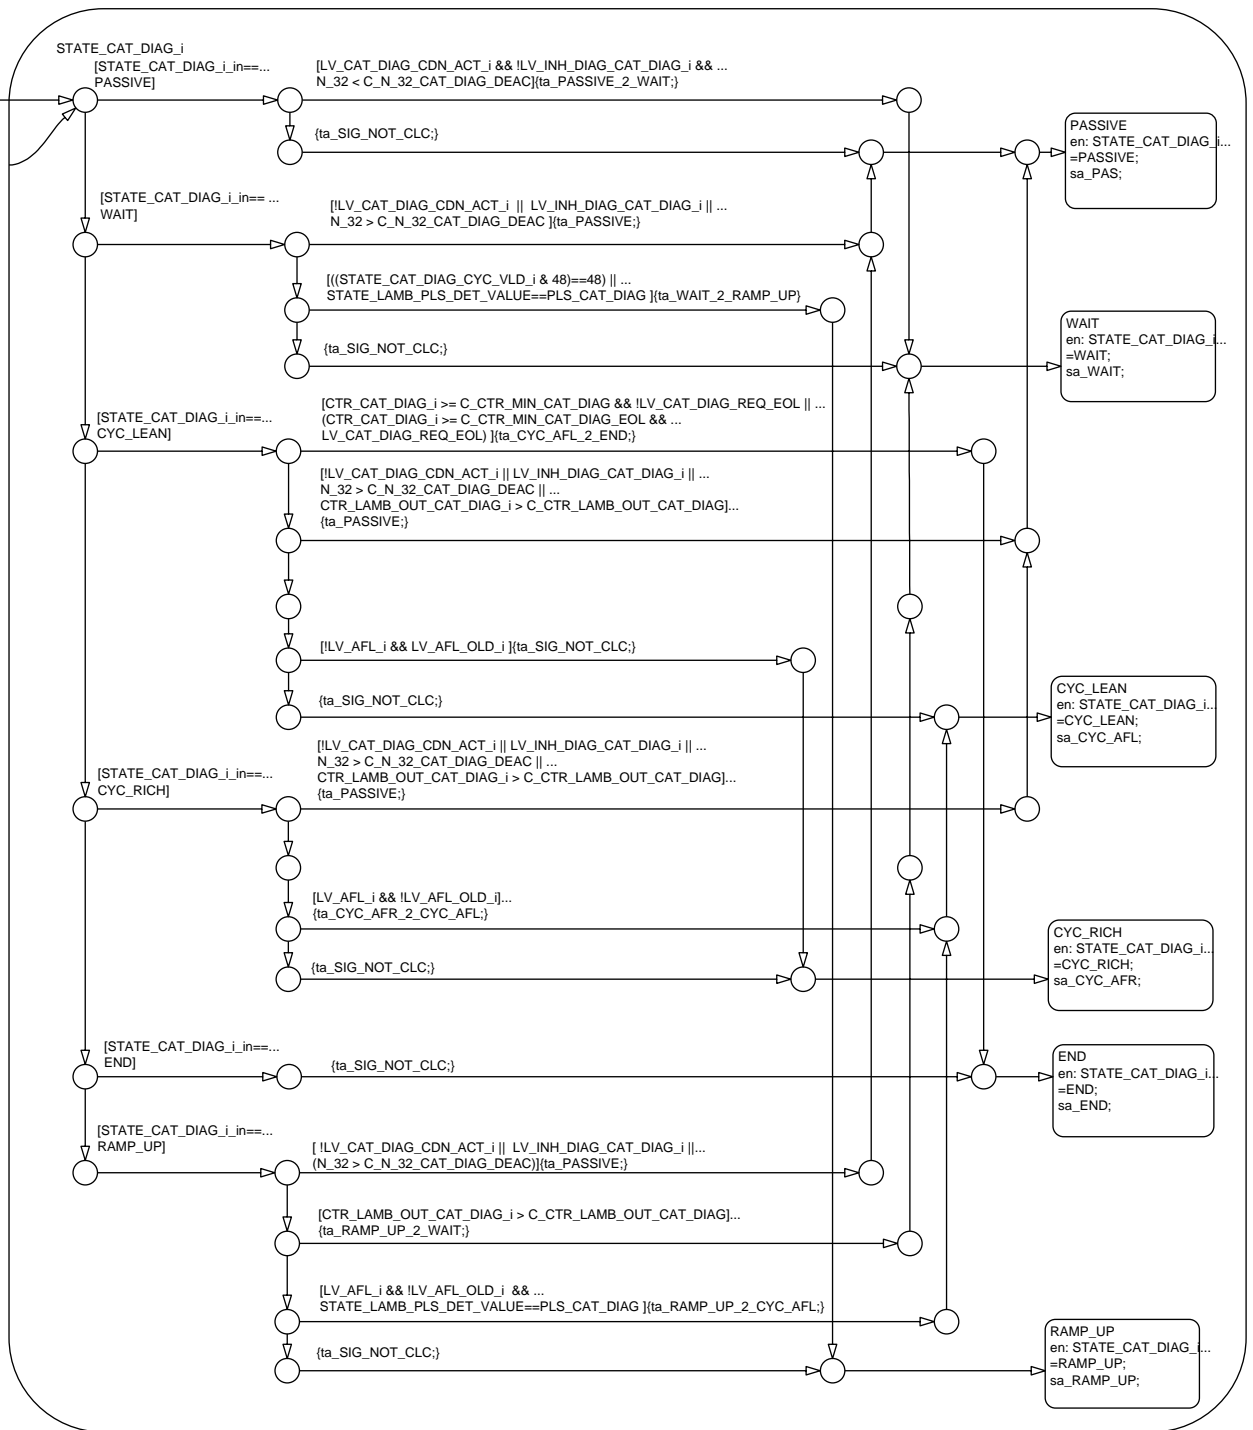 STATE_CAT_DIAG_i
[STATE_CAT_DIAG_i_in==...
PASSIVE]
[LV_CAT_DIAG_CDN_ACT_i && !LV_INH_DIAG_CAT_DIAG_i && ...
N_32 < C_N_32_CAT_DIAG_DEAC]{ta_PASSIVE_2_WAIT;}
{ta_SIG_NOT_CLC;}
PASSIVE
en: STATE_CAT_DIAG_i...
=PASSIVE;
sa_PAS;
[STATE_CAT_DIAG_i_in== ...
WAIT]
[!LV_CAT_DIAG_CDN_ACT_i || LV_INH_DIAG_CAT_DIAG_i || ...
N_32 > C_N_32_CAT_DIAG_DEAC ]{ta_PASSIVE;}
[((STATE_CAT_DIAG_CYC_VLD_i & 48)==48) || ...
STATE_LAMB_PLS_DET_VALUE==PLS_CAT_DIAG ]{ta_WAIT_2_RAMP_UP}
{ta_SIG_NOT_CLC;}
WAIT
en: STATE_CAT_DIAG_i...
=WAIT;
sa_WAIT;
[STATE_CAT_DIAG_i_in==...
CYC_LEAN]
[CTR_CAT_DIAG_i >= C_CTR_MIN_CAT_DIAG && !LV_CAT_DIAG_REQ_EOL || ...
(CTR_CAT_DIAG_i >= C_CTR_MIN_CAT_DIAG_EOL && ...
LV_CAT_DIAG_REQ_EOL) ]{ta_CYC_AFL_2_END;}
[!LV_CAT_DIAG_CDN_ACT_i || LV_INH_DIAG_CAT_DIAG_i || ...
N_32 > C_N_32_CAT_DIAG_DEAC || ...
CTR_LAMB_OUT_CAT_DIAG_i > C_CTR_LAMB_OUT_CAT_DIAG]...
{ta_PASSIVE;}
[!LV_AFL_i && LV_AFL_OLD_i ]{ta_SIG_NOT_CLC;}
{ta_SIG_NOT_CLC;}
CYC_LEAN
en: STATE_CAT_DIAG_i...
=CYC_LEAN;
sa_CYC_AFL;
[STATE_CAT_DIAG_i_in==...
CYC_RICH]
[!LV_CAT_DIAG_CDN_ACT_i || LV_INH_DIAG_CAT_DIAG_i || ...
N_32 > C_N_32_CAT_DIAG_DEAC || ...
CTR_LAMB_OUT_CAT_DIAG_i > C_CTR_LAMB_OUT_CAT_DIAG]...
{ta_PASSIVE;}
[LV_AFL_i && !LV_AFL_OLD_i]...
{ta_CYC_AFR_2_CYC_AFL;}
{ta_SIG_NOT_CLC;}
CYC_RICH
en: STATE_CAT_DIAG_i...
=CYC_RICH;
sa_CYC_AFR;
[STATE_CAT_DIAG_i_in==...
END]
{ta_SIG_NOT_CLC;}
END
en: STATE_CAT_DIAG_i...
=END;
sa_END;
[STATE_CAT_DIAG_i_in==...
RAMP_UP]
[ !LV_CAT_DIAG_CDN_ACT_i || LV_INH_DIAG_CAT_DIAG_i ||...
(N_32 > C_N_32_CAT_DIAG_DEAC)]{ta_PASSIVE;}
[CTR_LAMB_OUT_CAT_DIAG_i > C_CTR_LAMB_OUT_CAT_DIAG]...
{ta_RAMP_UP_2_WAIT;}
[LV_AFL_i && !LV_AFL_OLD_i && ...
STATE_LAMB_PLS_DET_VALUE==PLS_CAT_DIAG ]{ta_RAMP_UP_2_CYC_AFL;}
{ta_SIG_NOT_CLC;}
RAMP_UP
en: STATE_CAT_DIAG_i...
=RAMP_UP;
sa_RAMP_UP;